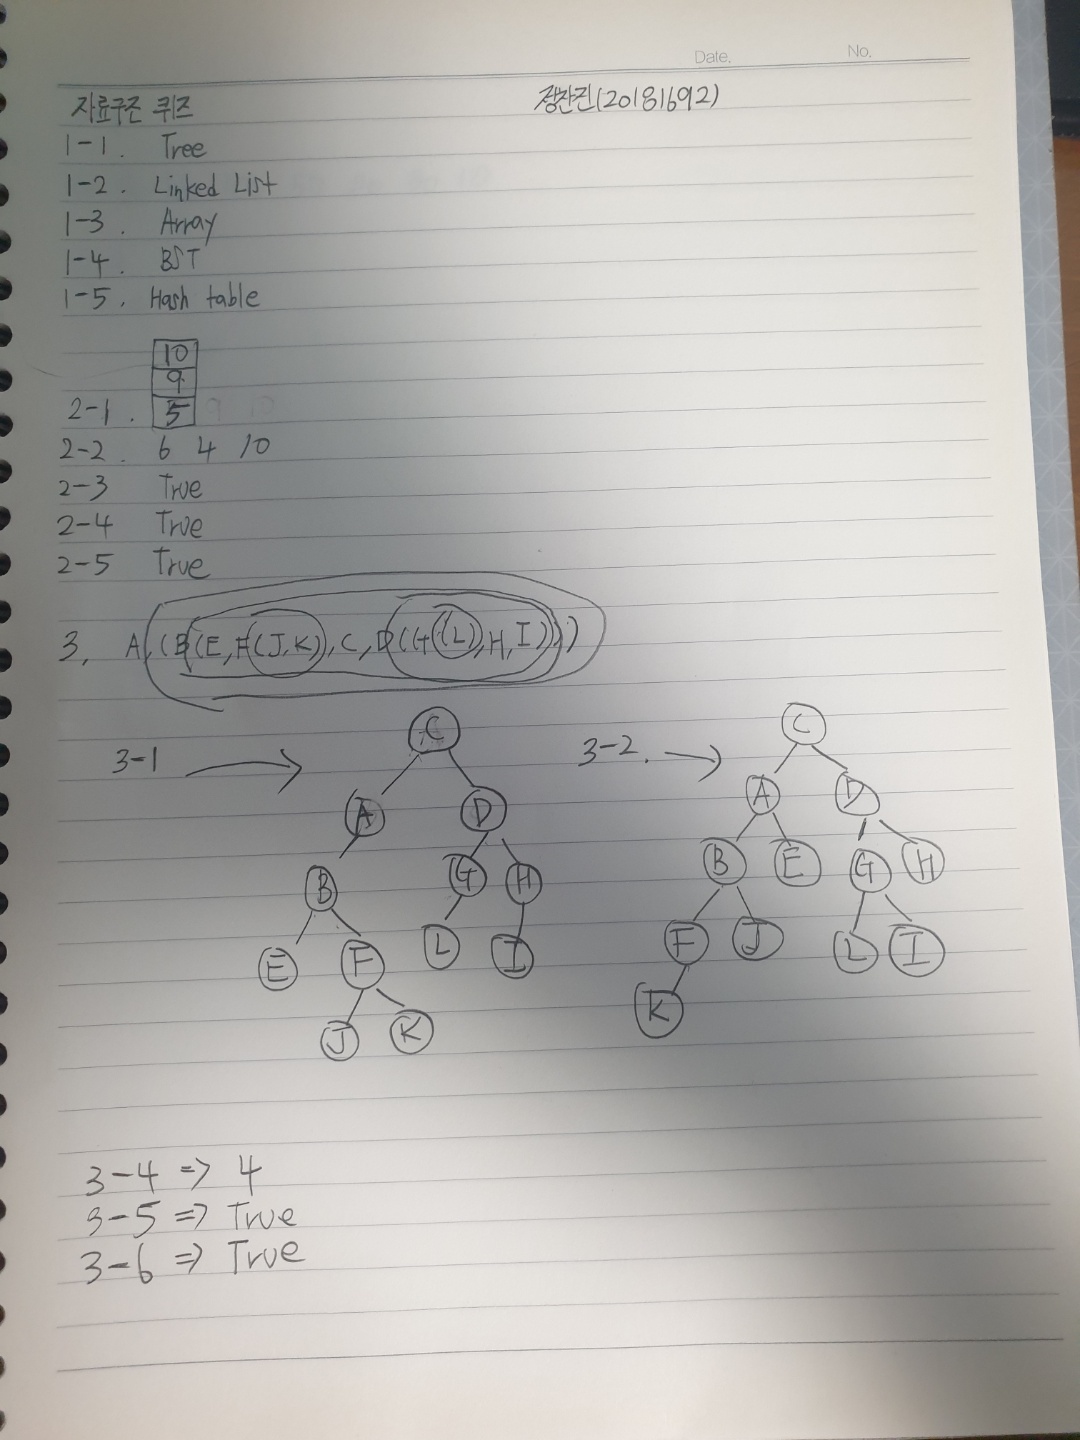 Date. No.
자료구조 퀴즈 정찬진(20181692)
1-1. Tree
1-2. Linked List
1-3. Array
1-4. BST
1-5. Hash table
10
9
2-1. 5
2-2. 6 4 10
2-3 True
2-4 True
2-5 True
3, A,(B(E,F(J,K),C,D(G(L),H,I)))
3-1
C
A D
B G H
E F L I
J K
3-2.
C
A D
B E G H
F J L I
K
3-4 => 4
3-5 => True
3-6 => True